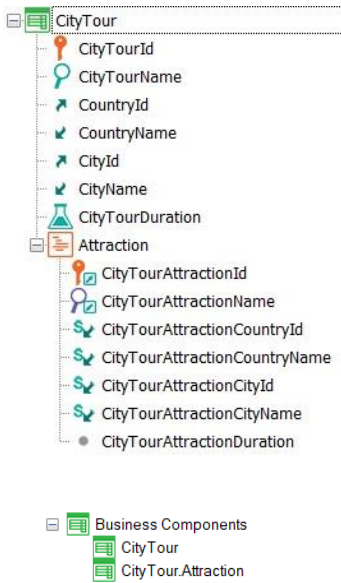 CityTour
CityTourId
CityTourName
CountryId
CountryName
CityId
CityName
CityTourDuration
Attraction
CityTourAttractionId
CityTourAttractionName
CityTourAttractionCountryId
CityTourAttractionCountryName
CityTourAttractionCityId
CityTourAttractionCityName
CityTourAttractionDuration
Business Components
CityTour
CityTour.Attraction